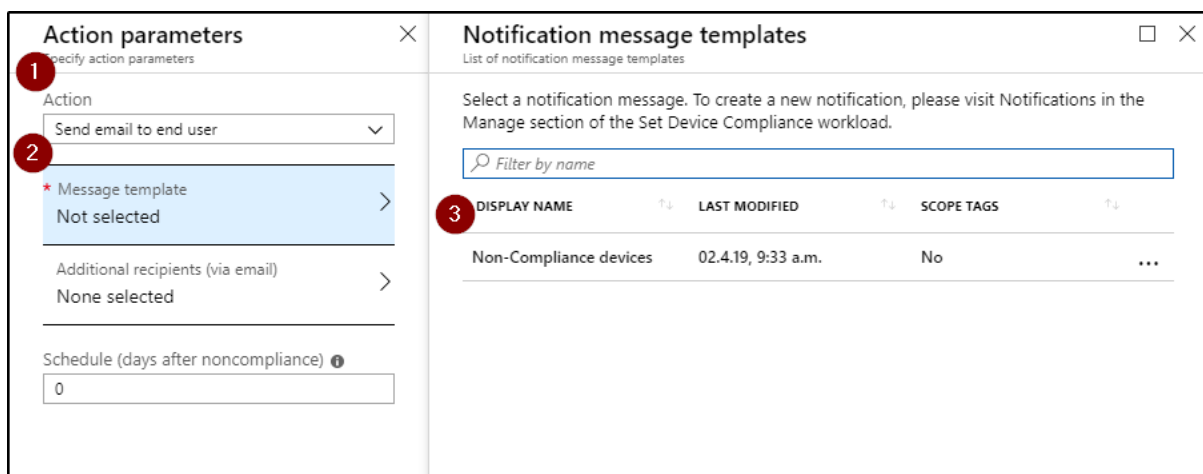 Action parameters
Specify action parameters
1
Action
Send email to end user
2
* Message template
Not selected
Additional recipients (via email)
None selected
Schedule (days after noncompliance)
0
Notification message templates
List of notification message templates
Select a notification message. To create a new notification, please visit Notifications in the
Manage section of the Set Device Compliance workload.
Filter by name
3
DISPLAY NAME LAST MODIFIED SCOPE TAGS
Non-Compliance devices 02.4.19, 9:33 a.m. No ...